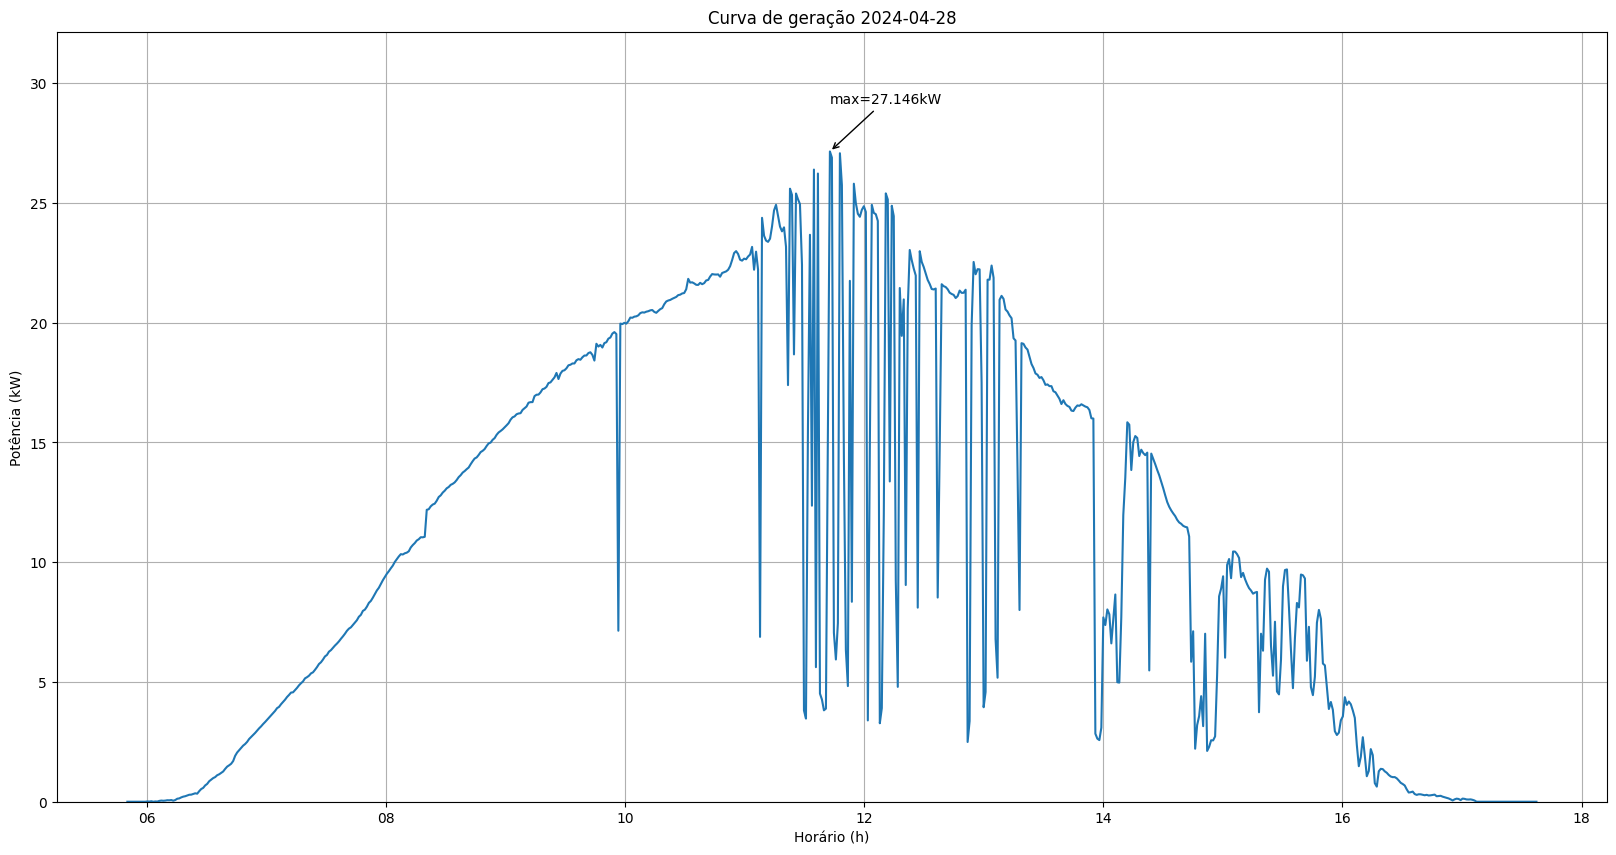 Curva de geração 2024-04-28
max=27.146kW
Potência (kW)
30
25
20
15
10
5
0
06 08 10 12 14 16 18
Horário (h)